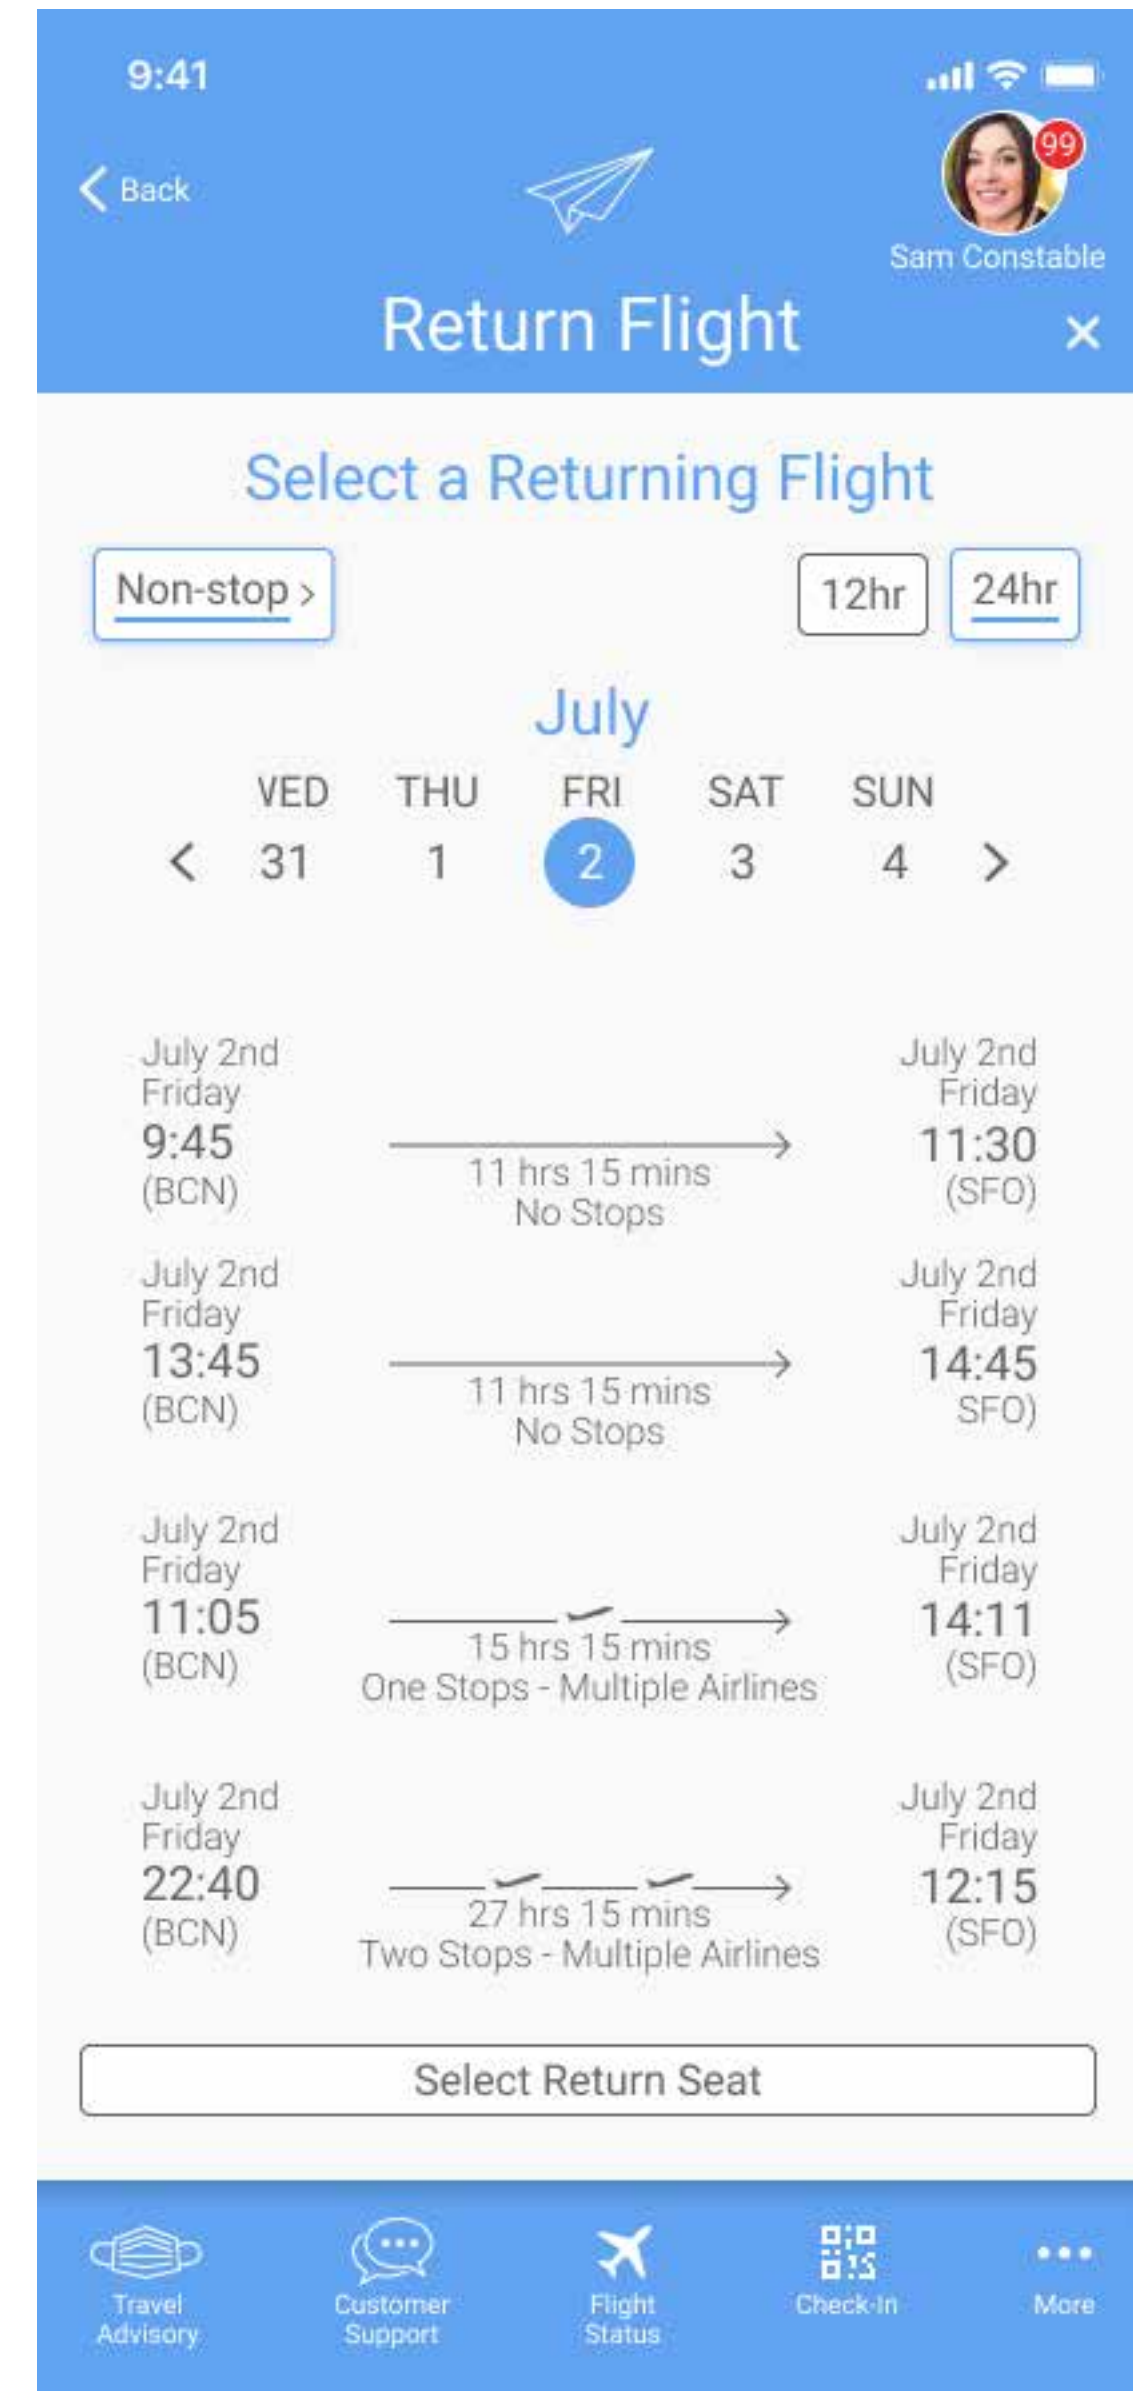 9:41
99
Back
Sam Constable
Return Flight
Select a Returning Flight
Non-stop >
12hr
24hr
July
VED THU FRI SAT SUN
< 31 1 2 3 4 >
July 2nd
Friday
9:45
(BCN)
11 hrs 15 mins
No Stops
July 2nd
Friday
11:30
(SFO)
July 2nd
Friday
13:45
(BCN)
11 hrs 15 mins
No Stops
July 2nd
Friday
14:45
SFO)
July 2nd
Friday
11:05
(BCN)
15 hrs 15 mins
One Stops - Multiple Airlines
July 2nd
Friday
14:11
(SFO)
July 2nd
Friday
22:40
(BCN)
27 hrs 15 mins
Two Stops - Multiple Airlines
July 2nd
Friday
12:15
(SFO)
Select Return Seat
Travel
Advisory
Customer
Support
Flight
Status
Check-In
More